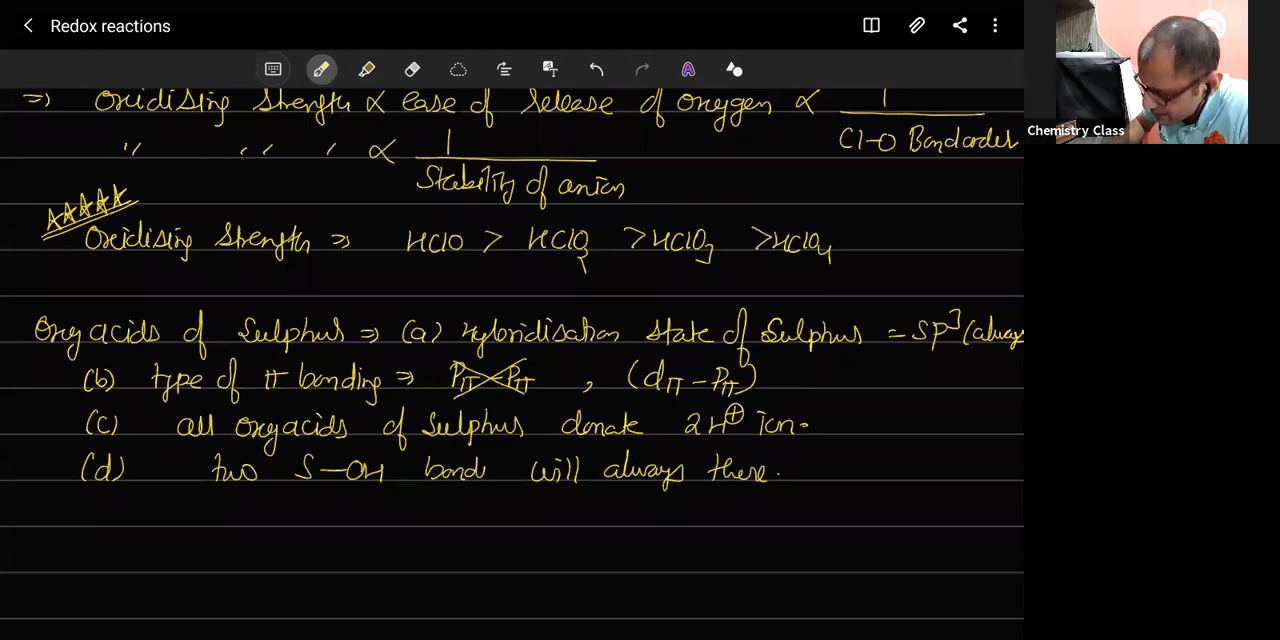 Redox reactions
Chemistry Class
=> Oxidising Strength ∝ Ease of release of oxygen ∝ 1 / Cl-O Bondorder
" " " ∝ 1 / Stability of anion
Oxidising Strength => HClO > HClO2 > HClO3 > HClO4
Oxyacids of Sulphur => (a) Hybridisation state of Sulphur = SP³ (always
(b) type of π bonding => Pπ-Pπ , (dπ-Pπ)
(c) all oxyacids of Sulphur donate 2H⊕ ion.
(d) two S-OH bond will always there.